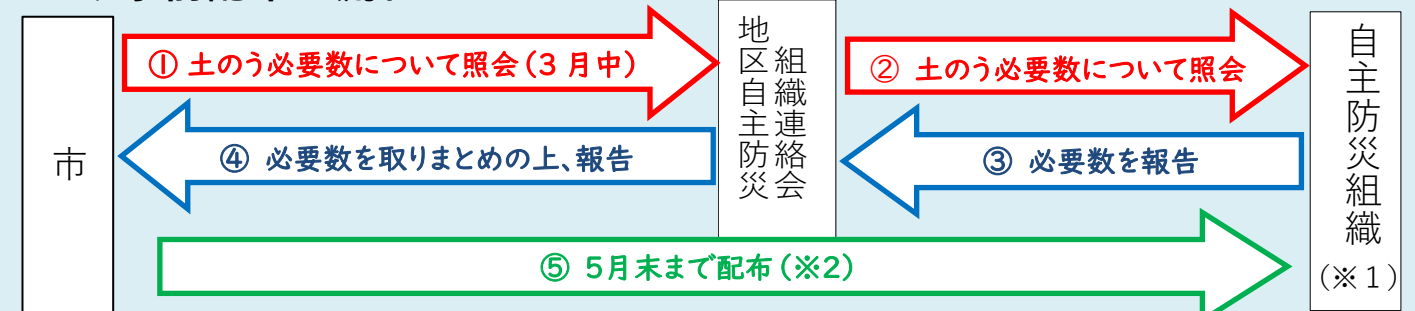 ① 土のう必要数について照会（3月中）
② 土のう必要数について照会
市
地区自主防災
組織連絡会
自主防災組織
（※1）
④ 必要数を取りまとめの上、報告
③ 必要数を報告
⑤ 5月末まで配布（※2）